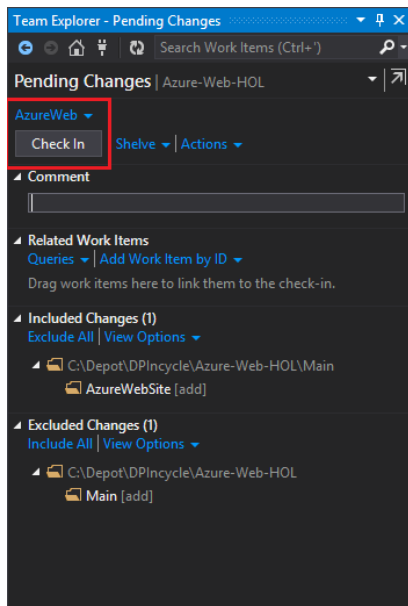 Team Explorer - Pending Changes
Search Work Items (Ctrl+')
Pending Changes | Azure-Web-HOL
AzureWeb
Check In Shelve | Actions
Comment
Related Work Items
Queries | Add Work Item by ID
Drag work items here to link them to the check-in.
Included Changes (1)
Exclude All | View Options
C:\Depot\DPIncycle\Azure-Web-HOL\Main
AzureWebSite [add]
Excluded Changes (1)
Include All | View Options
C:\Depot\DPIncycle\Azure-Web-HOL
Main [add]